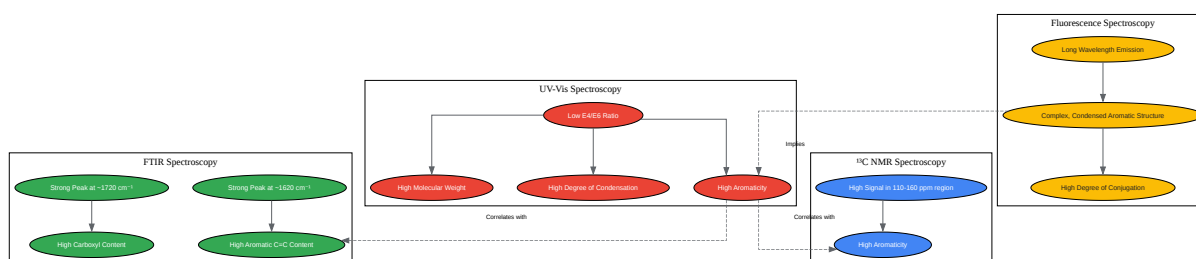 Fluorescence Spectroscopy
Long Wavelength Emission
Complex, Condensed Aromatic Structure
High Degree of Conjugation
UV-Vis Spectroscopy
Low E4/E6 Ratio
High Molecular Weight
High Degree of Condensation
High Aromaticity
Implies
FTIR Spectroscopy
Strong Peak at ~1720 cm⁻¹
Strong Peak at ~1620 cm⁻¹
High Carboxyl Content
High Aromatic C=C Content
Correlates with
Correlates with
¹³C NMR Spectroscopy
High Signal in 110-160 ppm region
High Aromaticity